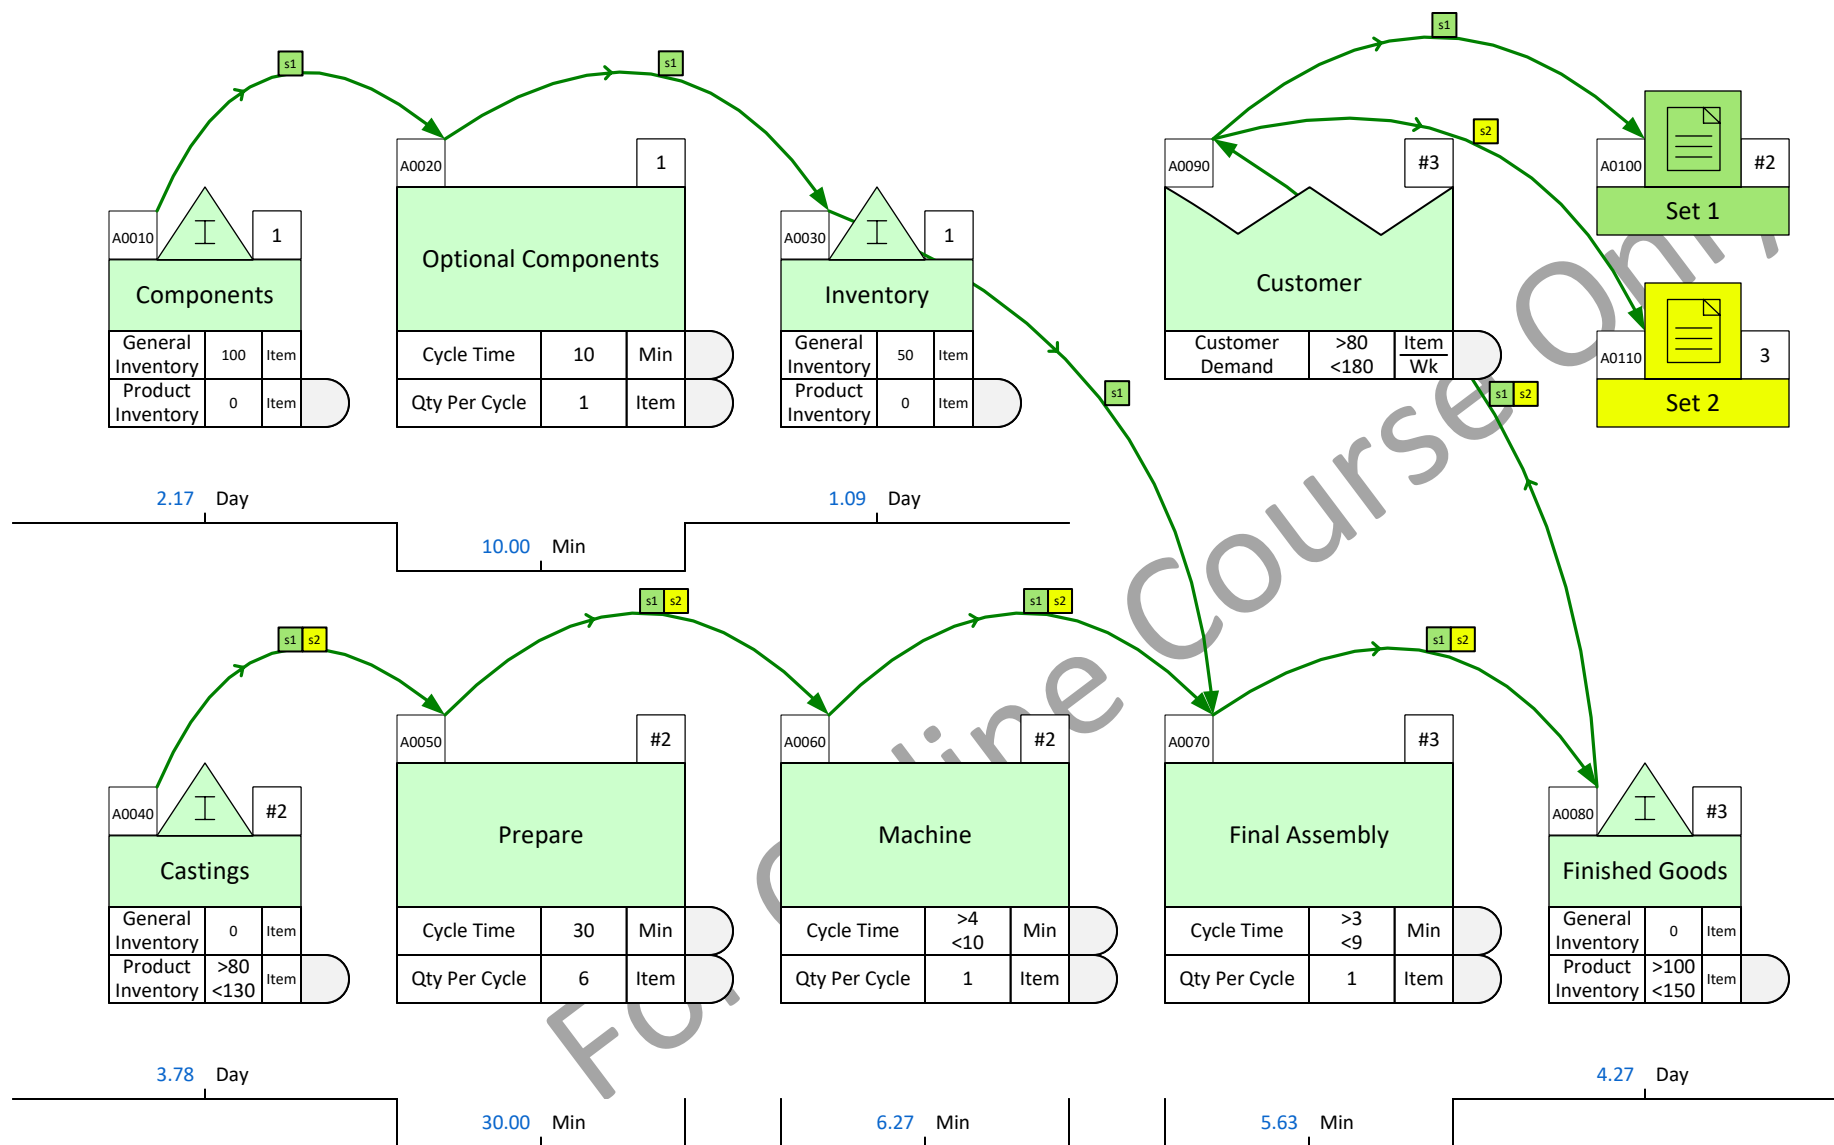 s1
s1
s1
s2
A0010
I
1
Components
General Inventory 100 Item
Product Inventory 0 Item
A0020
1
Optional Components
Cycle Time 10 Min
Qty Per Cycle 1 Item
A0030
I
1
Inventory
General Inventory 50 Item
Product Inventory 0 Item
s1
A0090
#3
Customer
Customer Demand >80 <180 Item Wk
A0100
#2
Set 1
A0110
3
Set 2
s1 s2
2.17 Day
10.00 Min
1.09 Day
s1 s2
s1 s2
s1 s2
s1 s2
A0040
I
#2
Castings
General Inventory 0 Item
Product Inventory >80 <130 Item
A0050
#2
Prepare
Cycle Time 30 Min
Qty Per Cycle 6 Item
A0060
#2
Machine
Cycle Time >4 <10 Min
Qty Per Cycle 1 Item
A0070
#3
Final Assembly
Cycle Time >3 <9 Min
Qty Per Cycle 1 Item
A0080
I
#3
Finished Goods
General Inventory 0 Item
Product Inventory >100 <150 Item
3.78 Day
30.00 Min
6.27 Min
5.63 Min
4.27 Day
For Online Course Only